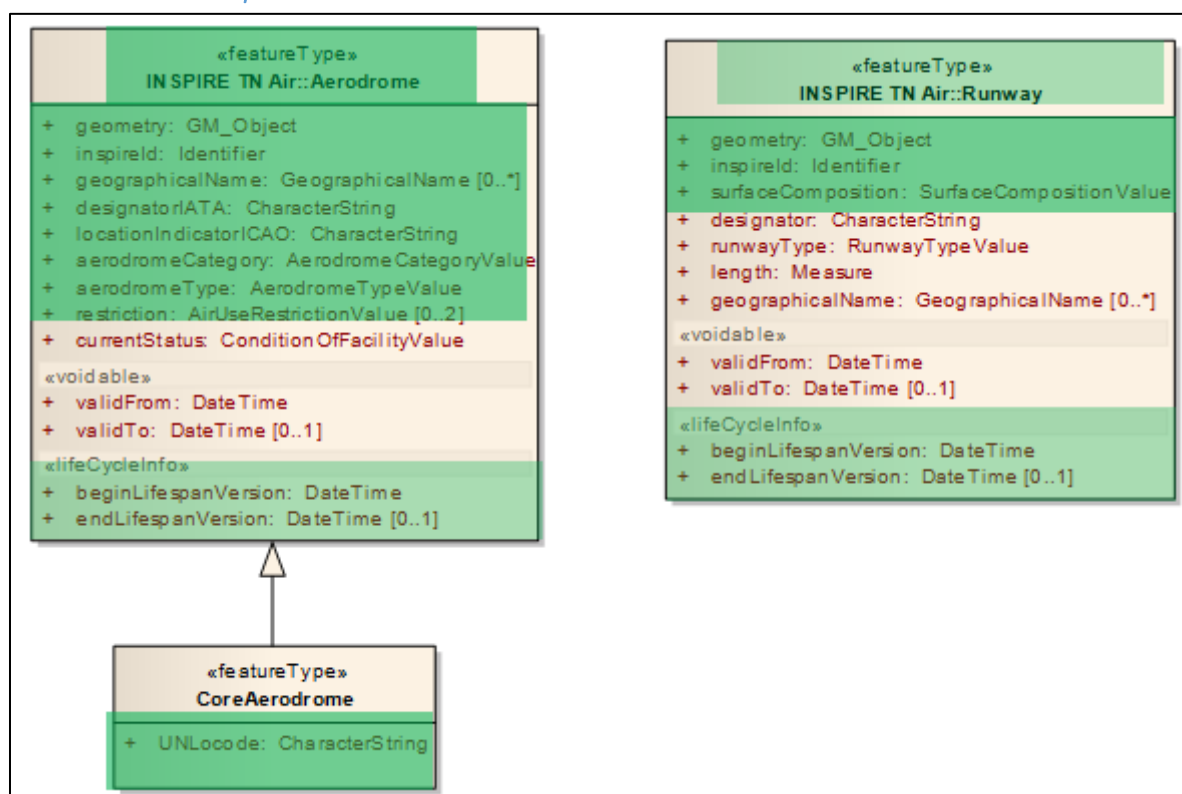 «featureType»
INSPIRE TN Air::Aerodrome
+ geometry: GM_Object
+ inspireId: Identifier
+ geographicalName: GeographicalName [0..*]
+ designatorIATA: CharacterString
+ locationIndicatorICAO: CharacterString
+ aerodromeCategory: AerodromeCategoryValue
+ aerodromeType: AerodromeTypeValue
+ restriction: AirUseRestrictionValue [0..2]
+ currentStatus: ConditionOfFacilityValue
«voidable»
+ validFrom: DateTime
+ validTo: DateTime [0..1]
«lifeCycleInfo»
+ beginLifespanVersion: DateTime
+ endLifespanVersion: DateTime [0..1]
«featureType»
CoreAerodrome
+ UNLocode: CharacterString
«featureType»
INSPIRE TN Air::Runway
+ geometry: GM_Object
+ inspireId: Identifier
+ surfaceComposition: SurfaceCompositionValue
+ designator: CharacterString
+ runwayType: RunwayTypeValue
+ length: Measure
+ geographicalName: GeographicalName [0..*]
«voidable»
+ validFrom: DateTime
+ validTo: DateTime [0..1]
«lifeCycleInfo»
+ beginLifespanVersion: DateTime
+ endLifespanVersion: DateTime [0..1]